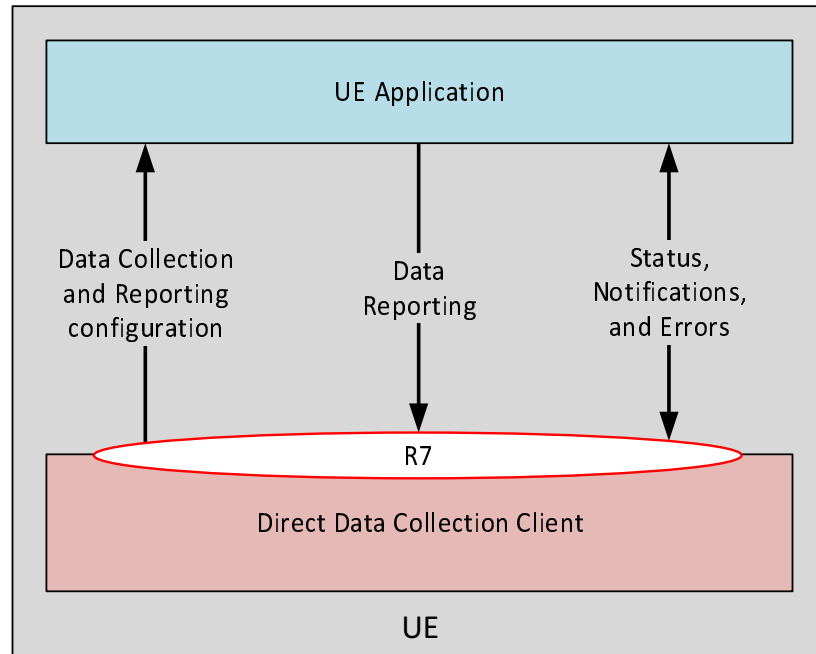 UE Application
Data Collection
and Reporting
configuration
Data
Reporting
Status,
Notifications,
and Errors
R7
Direct Data Collection Client
UE